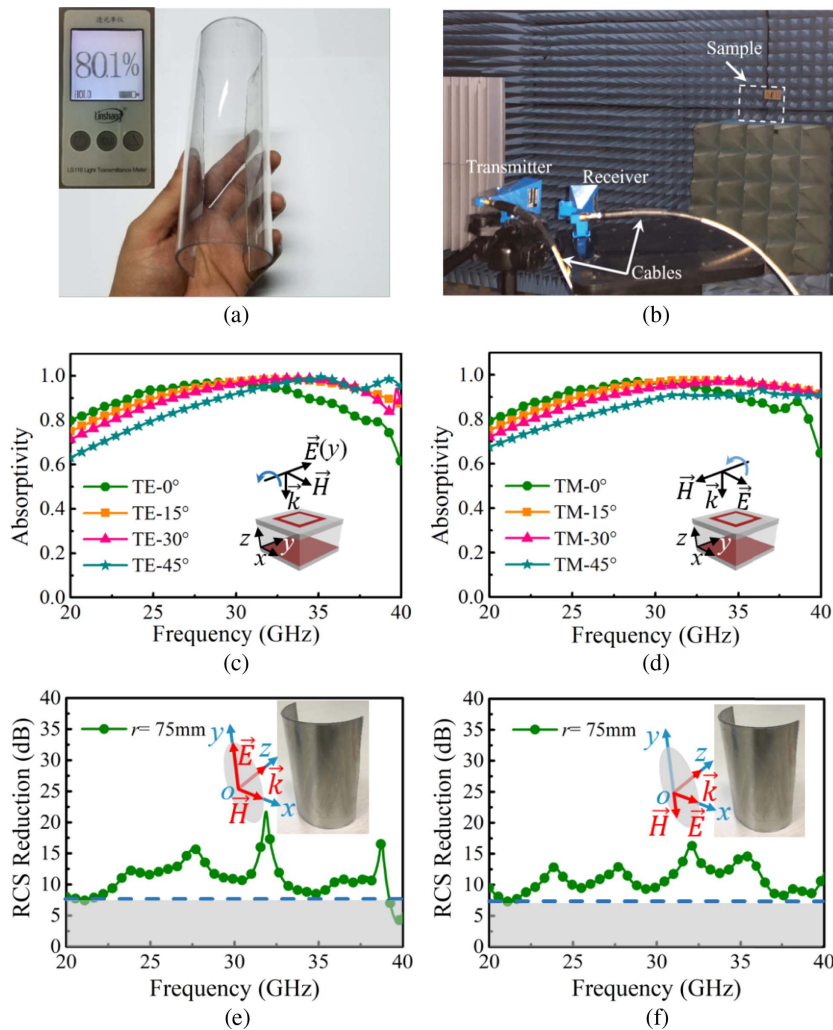 透光率仪
80.1%
Linshang
LS116 Light Transmittance Meter
(a)
Sample
Transmitter
Receiver
Cables
(b)
1.0
0.8
0.6
0.4
0.2
0.0
Absorptivity
TE-0°
TE-15°
TE-30°
TE-45°
E(y)
H
k
z
y
x
20 25 30 35 40
Frequency (GHz)
(c)
1.0
0.8
0.6
0.4
0.2
0.0
Absorptivity
TM-0°
TM-15°
TM-30°
TM-45°
H
k
E
z
y
x
20 25 30 35 40
Frequency (GHz)
(d)
40
35
30
25
20
15
10
5
0
RCS Reduction (dB)
r= 75mm
y
E
z
k
o
H
x
20 25 30 35 40
Frequency (GHz)
(e)
40
35
30
25
20
15
10
5
0
RCS Reduction (dB)
r= 75mm
y
z
k
o
H
E
x
20 25 30 35 40
Frequency (GHz)
(f)